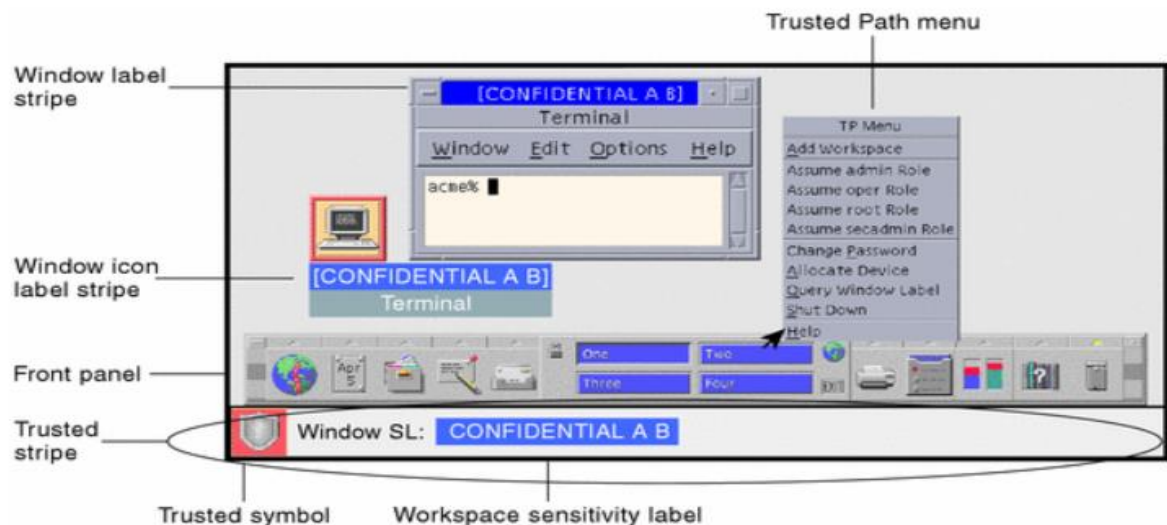 Trusted Path menu
Window label
stripe
[CONFIDENTIAL A B]
Terminal
Window Edit Options Help
acme%
TP Menu
Add Workspace
Assume admin Role
Assume oper Role
Assume root Role
Assume secadmin Role
Change Password
Allocate Device
Query Window Label
Shut Down
Help
Window icon
label stripe
[CONFIDENTIAL A B]
Terminal
Front panel
Apr
5
One
Two
Three
Four
EXIT
?
Trusted
stripe
Window SL: CONFIDENTIAL A B
Trusted symbol
Workspace sensitivity label